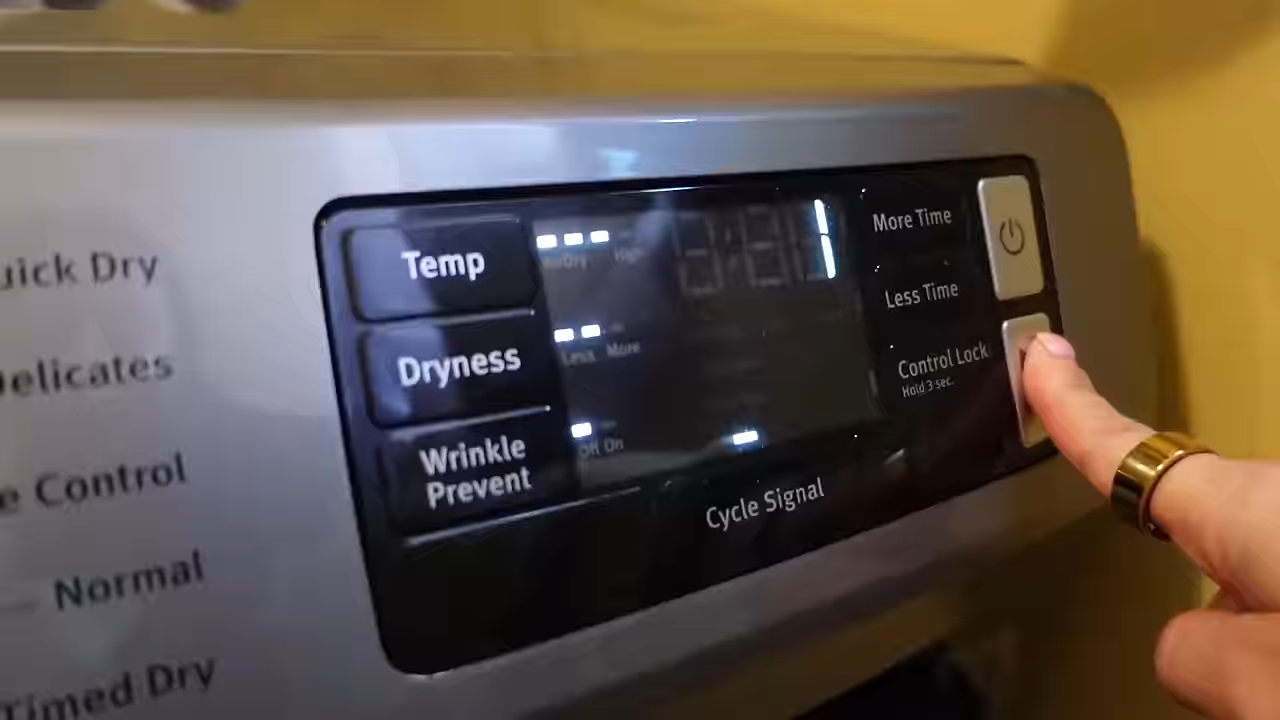 uick Dry
elicates
e Control
Normal
Timed Dry
Temp
Dryness
Wrinkle
Prevent
High
Less More
Off On
1
Cycle Signal
More Time
Less Time
Control Lock
Hold 3 sec.